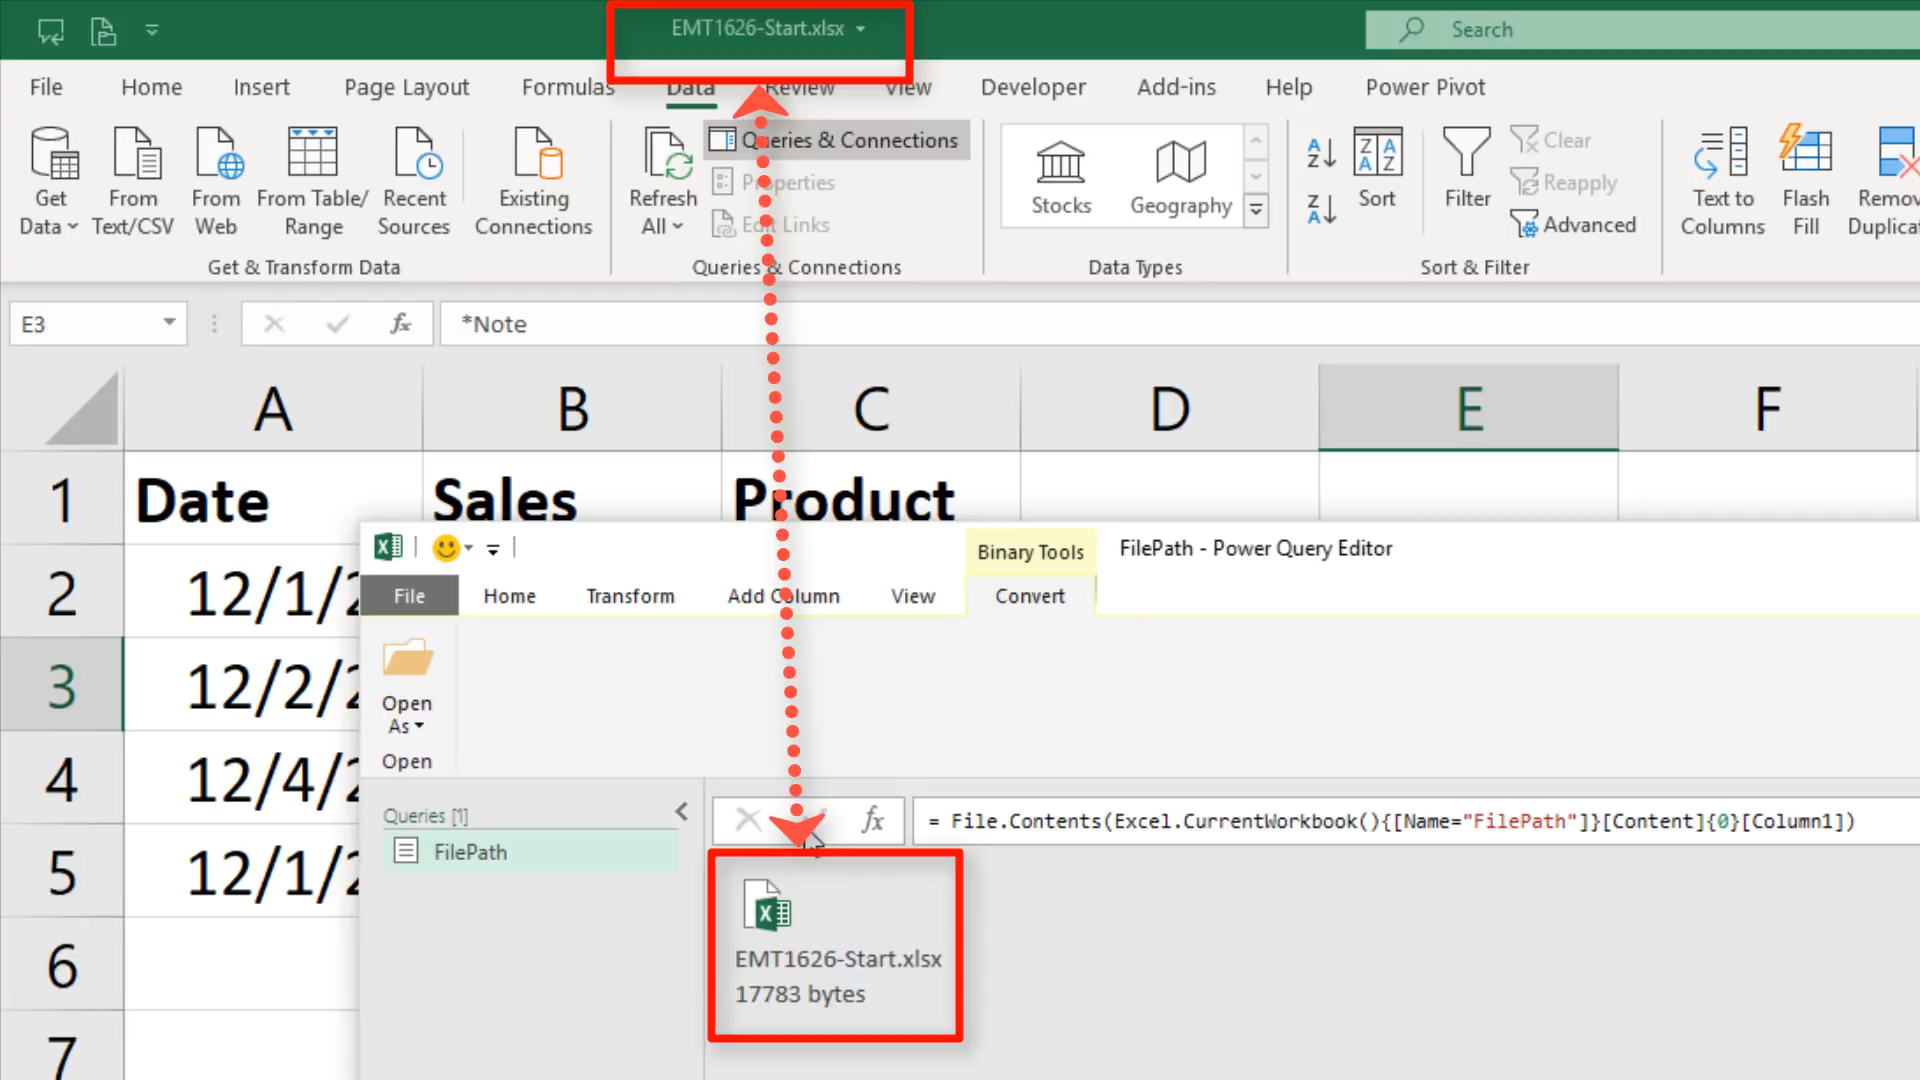 EMT1626-Start.xlsx
Search
File Home Insert Page Layout Formulas Data Review View Developer Add-ins Help Power Pivot
Get Data
From Text/CSV
From Web
From Table/ Range
Recent Sources
Existing Connections
Get & Transform Data
Refresh All
Queries & Connections
Properties
Edit Links
Queries & Connections
Stocks
Geography
Data Types
Sort
Filter
Clear
Reapply
Advanced
Sort & Filter
Text to Columns
Flash Fill
E3
fx
*Note
A B C D E F
1 Date Sales Product
2 12/1/2
3 12/2/2
4 12/4/2
5 12/1/2
6
7
Binary Tools
FilePath - Power Query Editor
File Home Transform Add Column View Convert
Open
As
Open
Queries [1]
FilePath
fx
= File.Contents(Excel.CurrentWorkbook(){[Name="FilePath"]}[Content]{0}[Column1])
EMT1626-Start.xlsx
17783 bytes